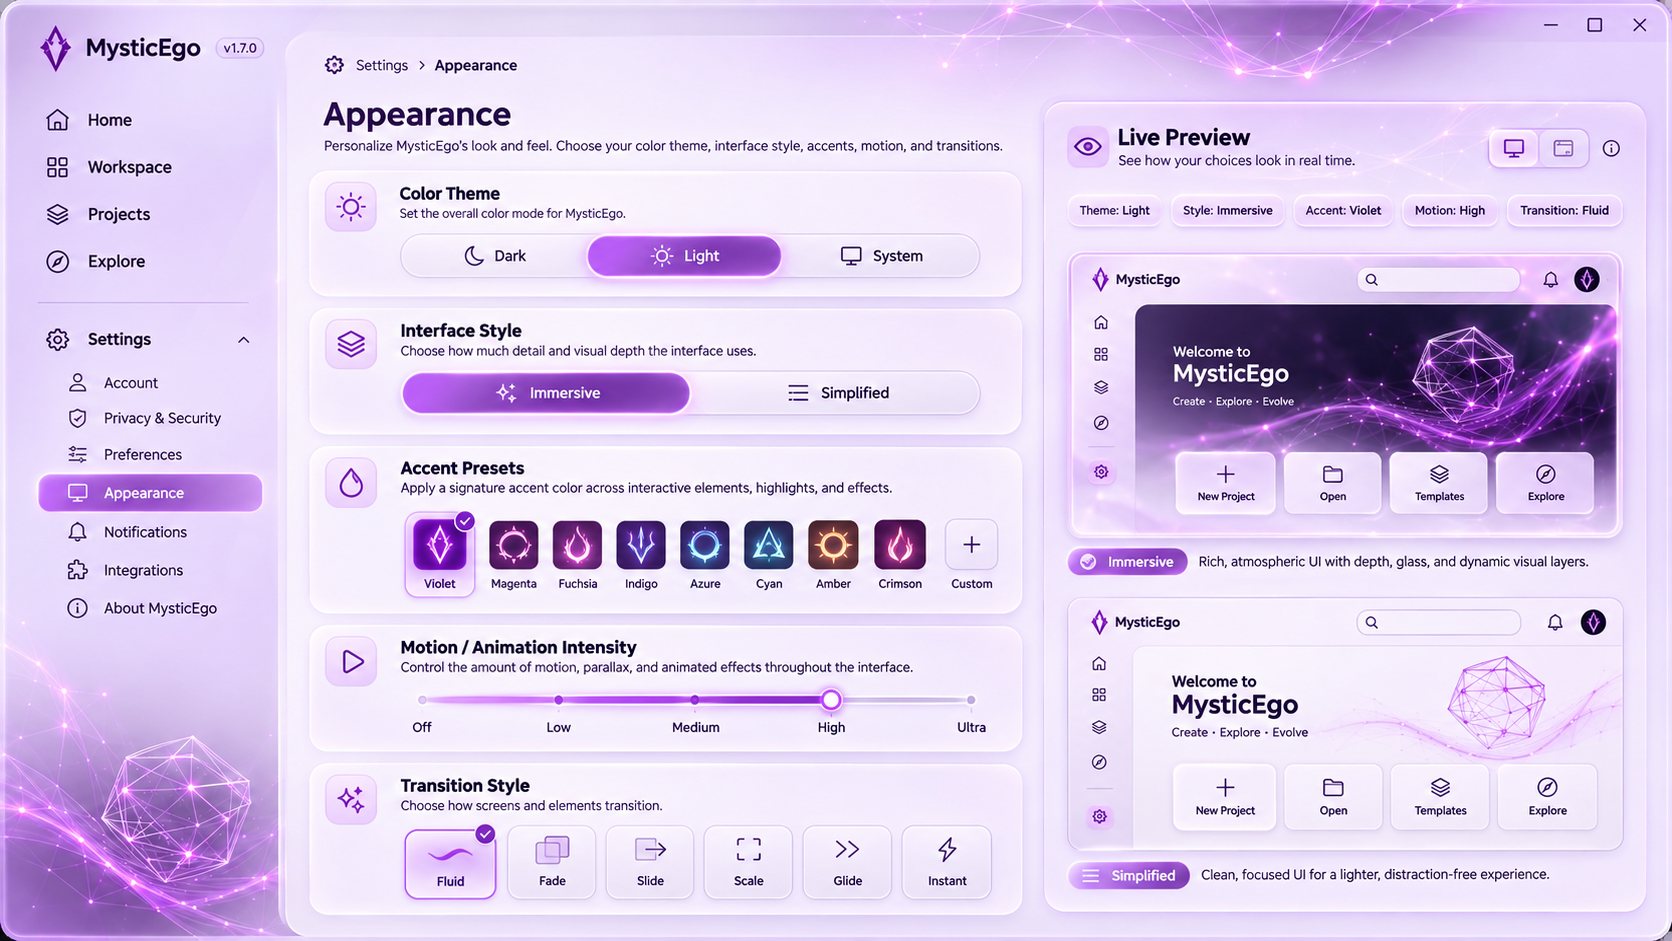 MysticEgo v1.7.0
Home
Workspace
Projects
Explore
Settings
Account
Privacy & Security
Preferences
Appearance
Notifications
Integrations
About MysticEgo
Settings > Appearance
Appearance
Personalize MysticEgo's look and feel. Choose your color theme, interface style, accents, motion, and transitions.
Color Theme
Set the overall color mode for MysticEgo.
Dark Light System
Interface Style
Choose how much detail and visual depth the interface uses.
Immersive Simplified
Accent Presets
Apply a signature accent color across interactive elements, highlights, and effects.
Violet Magenta Fuchsia Indigo Azure Cyan Amber Crimson Custom
Motion / Animation Intensity
Control the amount of motion, parallax, and animated effects throughout the interface.
Off Low Medium High Ultra
Transition Style
Choose how screens and elements transition.
Fluid Fade Slide Scale Glide Instant
Live Preview
See how your choices look in real time.
Theme: Light Style: Immersive Accent: Violet Motion: High Transition: Fluid
MysticEgo
Welcome to
MysticEgo
Create • Explore • Evolve
New Project Open Templates Explore
Immersive Rich, atmospheric UI with depth, glass, and dynamic visual layers.
MysticEgo
Welcome to
MysticEgo
Create • Explore • Evolve
New Project Open Templates Explore
Simplified Clean, focused UI for a lighter, distraction-free experience.